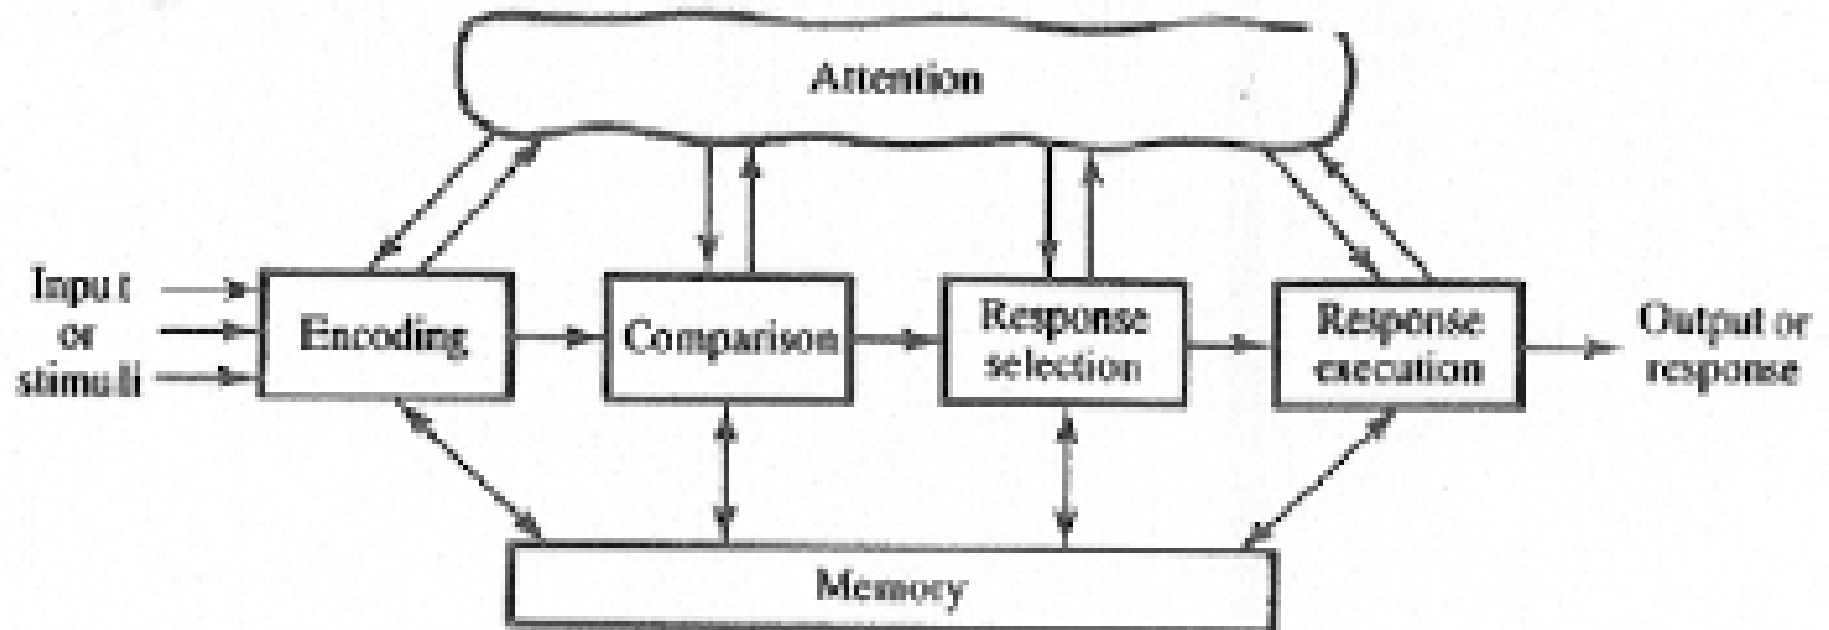 Attention
Input
or
stimuli
Encoding
Comparison
Response
selection
Response
execution
Output or
response
Memory